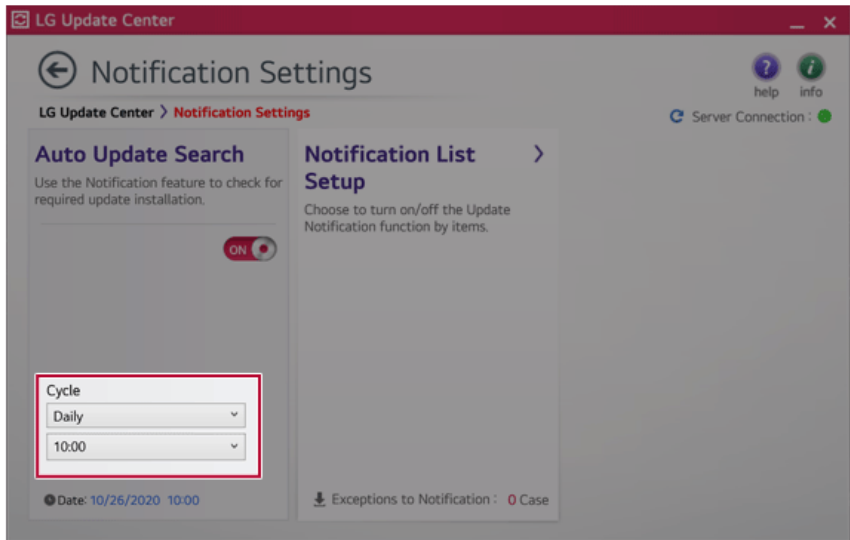 LG Update Center
Notification Settings
help
info
LG Update Center > Notification Settings
Server Connection :
Auto Update Search
Use the Notification feature to check for
required update installation.
ON
Cycle
Daily
10:00
Date: 10/26/2020 10:00
Notification List
Setup
Choose to turn on/off the Update
Notification function by items.
Exceptions to Notification : 0 Case